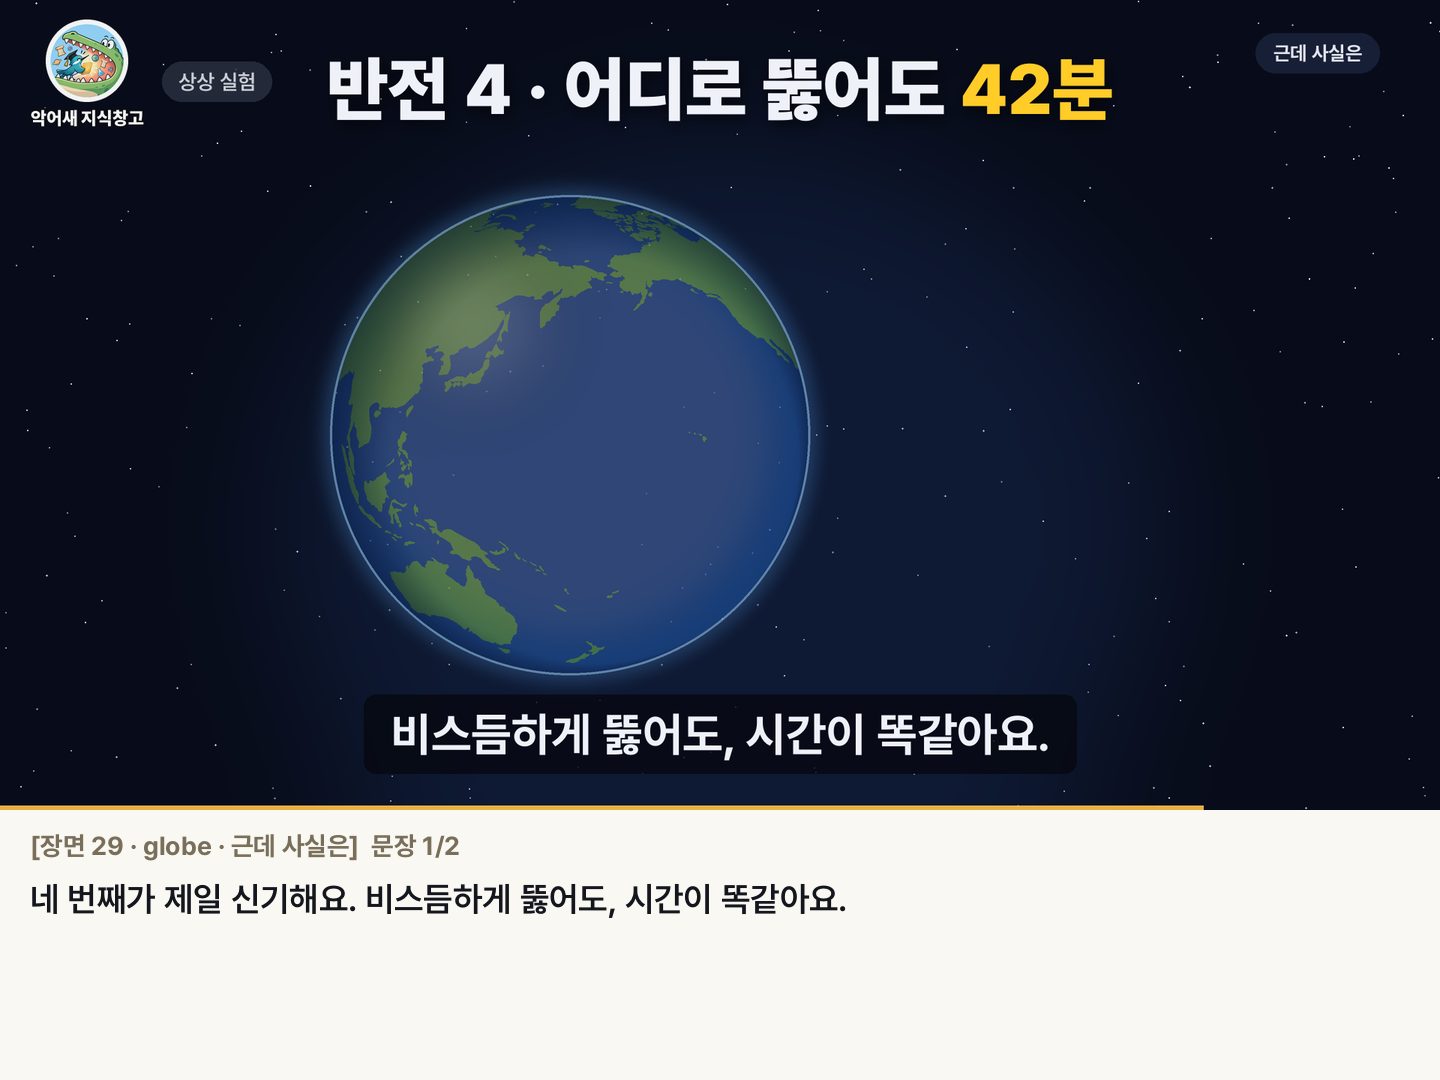 악어새 지식창고
상상 실험
반전 4 · 어디로 뚫어도 42분
근데 사실은
비스듬하게 뚫어도, 시간이 똑같아요.
[장면 29 · globe · 근데 사실은] 문장 1/2
네 번째가 제일 신기해요. 비스듬하게 뚫어도, 시간이 똑같아요.